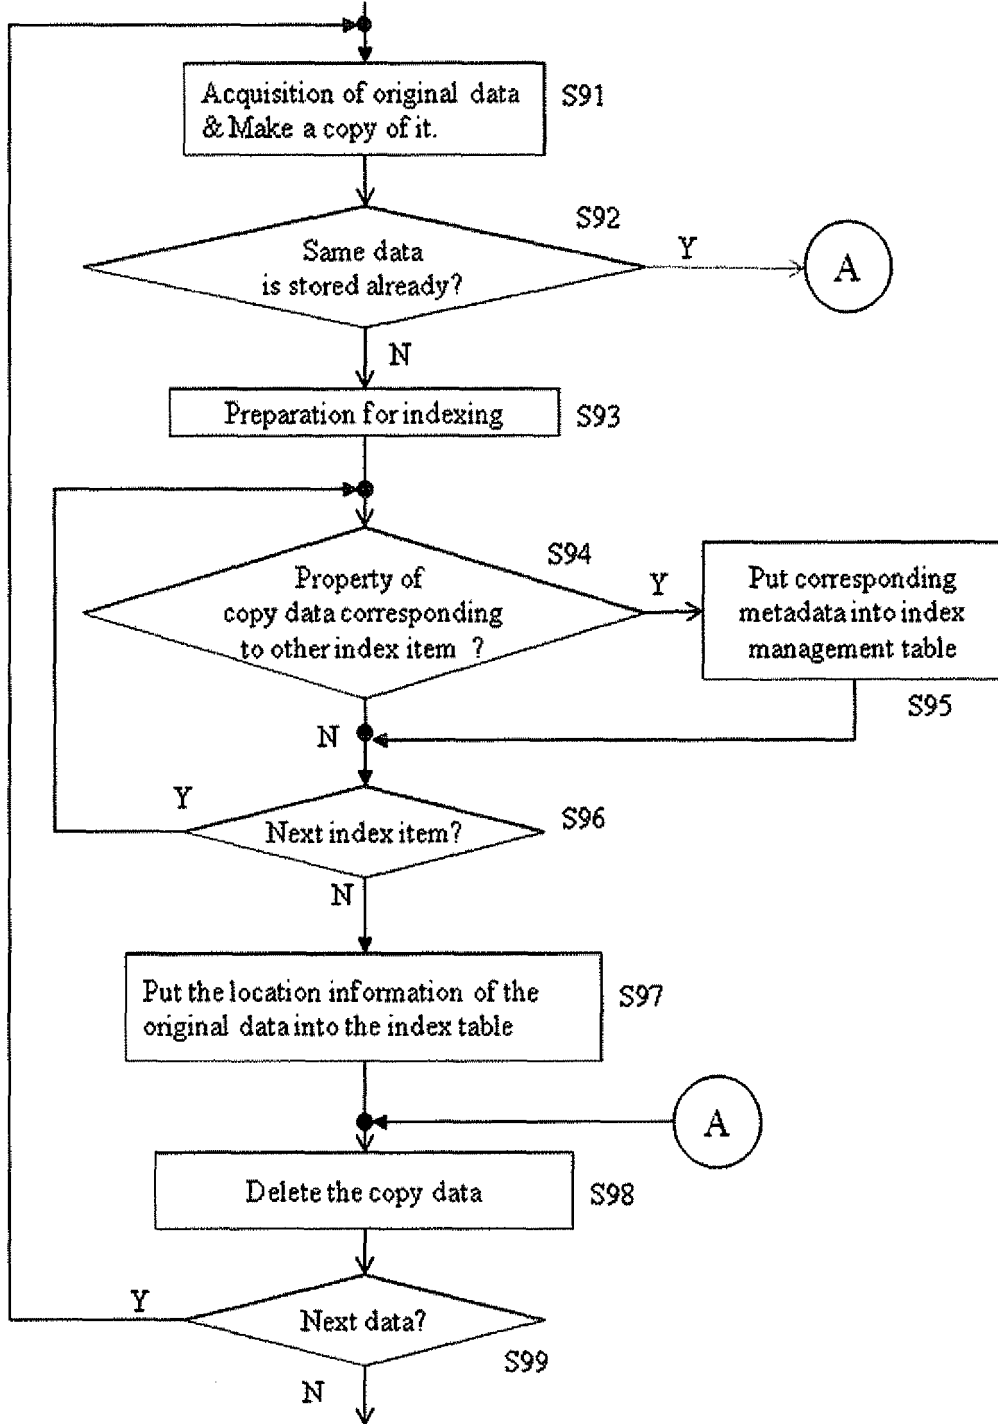 Acquisition of original data
& Make a copy of it.
S91
S92
Same data
is stored already?
Y
A
N
Preparation for indexing
S93
S94
Property of
copy data corresponding
to other index item ?
Y
Put corresponding
metadata into index
management table
S95
N
Y
Next index item?
S96
N
Put the location information of the
original data into the index table
S97
A
Delete the copy data
S98
Y
Next data?
S99
N